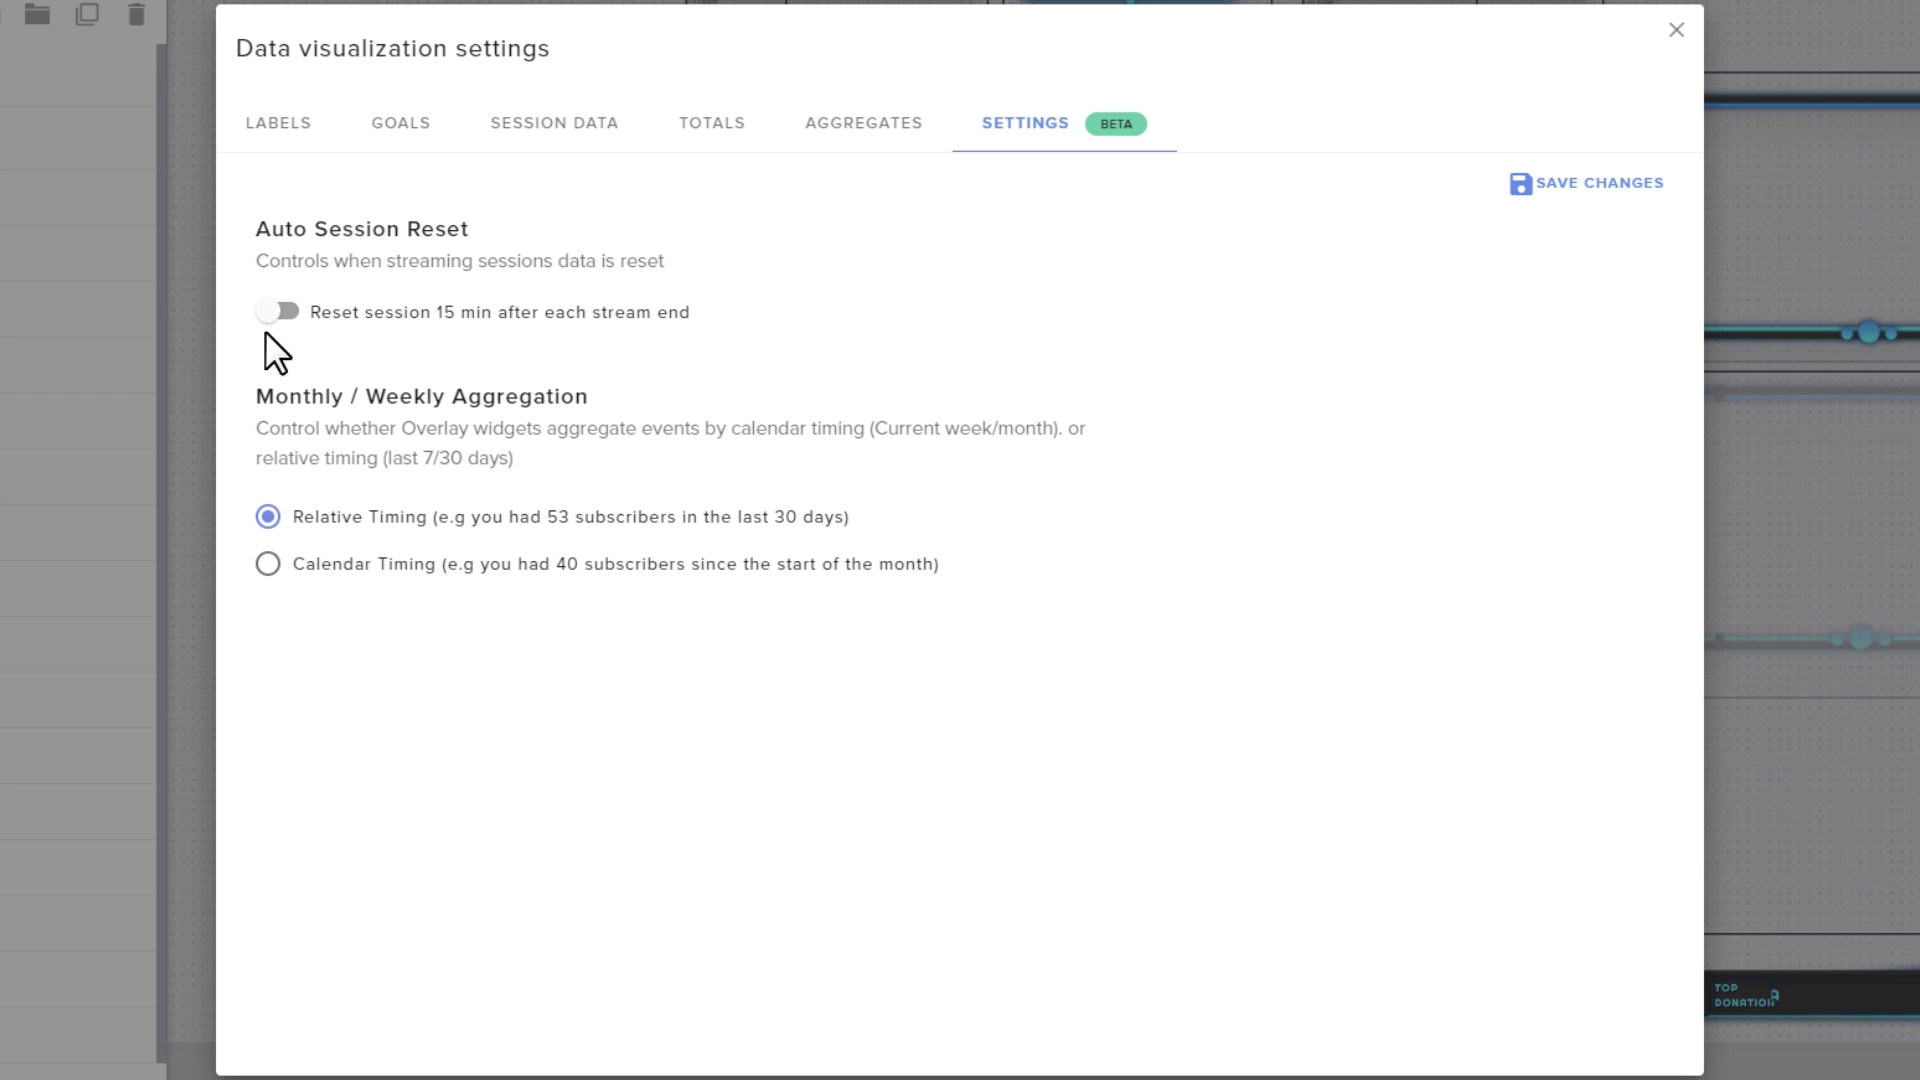 Data visualization settings
LABELS GOALS SESSION DATA TOTALS AGGREGATES SETTINGS BETA
SAVE CHANGES
Auto Session Reset
Controls when streaming sessions data is reset
Reset session 15 min after each stream end
Monthly / Weekly Aggregation
Control whether Overlay widgets aggregate events by calendar timing (Current week/month). or
relative timing (last 7/30 days)
Relative Timing (e.g you had 53 subscribers in the last 30 days)
Calendar Timing (e.g you had 40 subscribers since the start of the month)
TOP